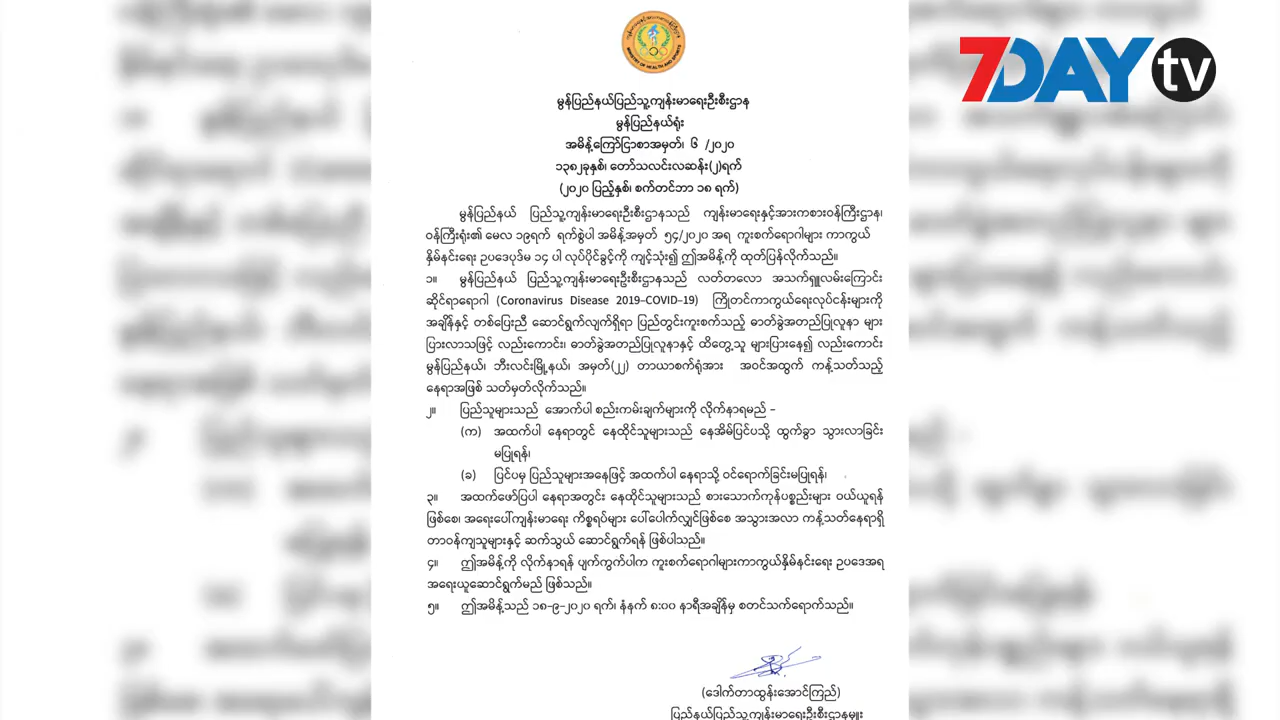 7DAY tv
MINISTRY OF HEALTH AND SPORTS
မွန်ပြည်နယ်ပြည်သူ့ကျန်းမာရေးဦးစီးဌာန
မွန်ပြည်နယ်ရုံး
အမိန့်ကြော်ငြာစာအမှတ်၊ ၆ /၂၀၂၀
၁၃၈၂ခုနှစ်၊ တော်သလင်းလဆန်း(၂)ရက်
(၂၀၂၀ ပြည့်နှစ်၊ စက်တင်ဘာ ၁၈ ရက်)
မွန်ပြည်နယ် ပြည်သူ့ကျန်းမာရေးဦးစီးဌာနသည် ကျန်းမာရေးနှင့်အားကစားဝန်ကြီးဌာန၊
ဝန်ကြီးရုံး၏ မေလ ၁၉ရက် ရက်စွဲပါ အမိန့်အမှတ် ၅၄/၂၀၂၀ အရ ကူးစက်ရောဂါများ ကာကွယ်
နှိမ်နင်းရေး ဥပဒေပုဒ်မ ၁၄ ပါ လုပ်ပိုင်ခွင့်ကို ကျင့်သုံး၍ ဤအမိန့်ကို ထုတ်ပြန်လိုက်သည်။
၁။ မွန်ပြည်နယ် ပြည်သူ့ကျန်းမာရေးဦးစီးဌာနသည် လတ်တလော အသက်ရှူလမ်းကြောင်း
ဆိုင်ရာရောဂါ (Coronavirus Disease 2019-COVID-19) ကြိုတင်ကာကွယ်ရေးလုပ်ငန်းများကို
အချိန်နှင့် တစ်ပြေးညီ ဆောင်ရွက်လျက်ရှိရာ ပြည်တွင်းကူးစက်သည့် ဓာတ်ခွဲအတည်ပြုလူနာ များ
ပြားလာသဖြင့် လည်းကောင်း၊ ဓာတ်ခွဲအတည်ပြုလူနာနှင့် ထိတွေ့သူ များပြားနေ၍ လည်းကောင်း
မွန်ပြည်နယ်၊ ဘီးလင်းမြို့နယ်၊ အမှတ်(၂၂) တာယာစက်ရုံအား အဝင်အထွက် ကန့်သတ်သည့်
နေရာအဖြစ် သတ်မှတ်လိုက်သည်။
၂။ ပြည်သူများသည် အောက်ပါ စည်းကမ်းချက်များကို လိုက်နာရမည် –
(က) အထက်ပါ နေရာတွင် နေထိုင်သူများသည် နေအိမ်ပြင်ပသို့ ထွက်ခွာ သွားလာခြင်း
မပြုရန်၊
(ခ) ပြင်ပမှ ပြည်သူများအနေဖြင့် အထက်ပါ နေရာသို့ ဝင်ရောက်ခြင်းမပြုရန်၊
၃။ အထက်ဖော်ပြပါ နေရာအတွင်း နေထိုင်သူများသည် စားသောက်ကုန်ပစ္စည်းများ ဝယ်ယူရန်
ဖြစ်စေ၊ အရေးပေါ်ကျန်းမာရေး ကိစ္စရပ်များ ပေါ်ပေါက်လျှင်ဖြစ်စေ အသွားအလာ ကန့်သတ်နေရာရှိ
တာဝန်ကျသူများနှင့် ဆက်သွယ် ဆောင်ရွက်ရန် ဖြစ်ပါသည်။
၄။ ဤအမိန့်ကို လိုက်နာရန် ပျက်ကွက်ပါက ကူးစက်ရောဂါများကာကွယ်နှိမ်နင်းရေး ဥပဒေအရ
အရေးယူဆောင်ရွက်မည် ဖြစ်သည်။
၅။ ဤအမိန့်သည် ၁၈-၉-၂၀၂၀ ရက်၊ နံနက် ၈:၀၀ နာရီအချိန်မှ စတင်သက်ရောက်သည်။
(ဒေါက်တာထွန်းအောင်ကြည်)
ပြည်နယ်ပြည်သူ့ကျန်းမာရေးဦးစီးဌာနမှူး